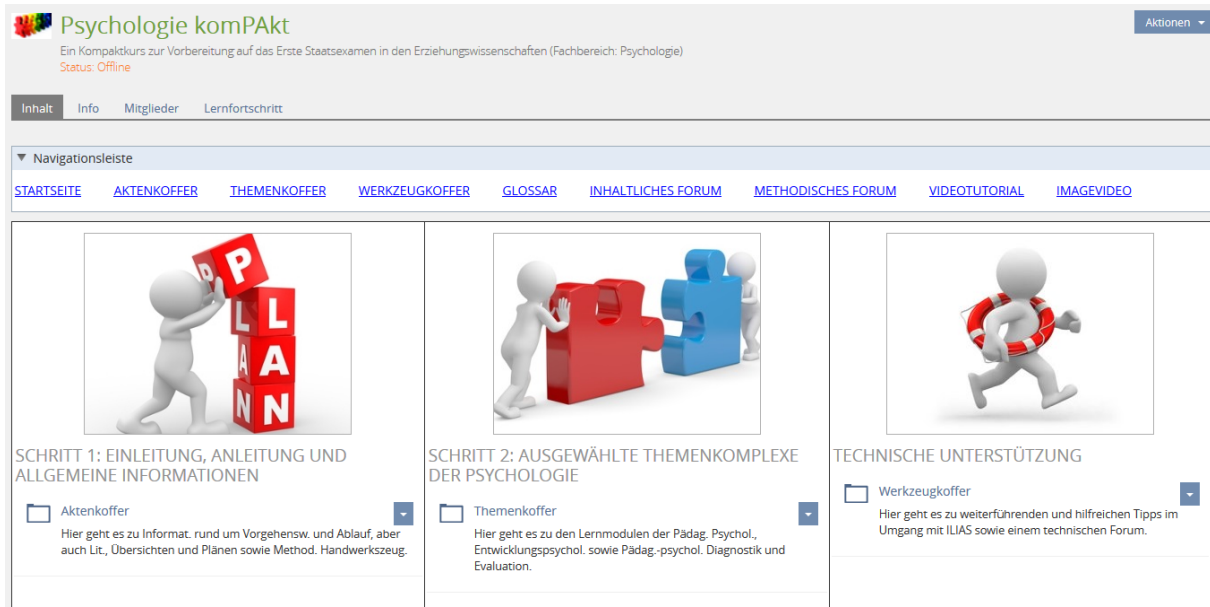 Psychologie komPAkt
Aktionen
Ein Kompaktkurs zur Vorbereitung auf das Erste Staatsexamen in den Erziehungswissenschaften (Fachbereich: Psychologie)
Status: Offline
Inhalt Info Mitglieder Lernfortschritt
Navigationsleiste
STARTSEITE AKTENKOFFER THEMENKOFFER WERKZEUGKOFFER GLOSSAR INHALTLICHES FORUM METHODISCHES FORUM VIDEOTUTORIAL IMAGEVIDEO
P P
L L
A A
N N
SCHRITT 1: EINLEITUNG, ANLEITUNG UND
ALLGEMEINE INFORMATIONEN
Aktenkoffer
Hier geht es zu Informat. rund um Vorgehensw. und Ablauf, aber
auch Lit., Übersichten und Plänen sowie Method. Handwerkszeug.
SCHRITT 2: AUSGEWÄHLTE THEMENKOMPLEXE
DER PSYCHOLOGIE
Themenkoffer
Hier geht es zu den Lernmodulen der Pädag. Psychol.,
Entwicklungspsychol. sowie Pädag.-psychol. Diagnostik und
Evaluation.
TECHNISCHE UNTERSTÜTZUNG
Werkzeugkoffer
Hier geht es zu weiterführenden und hilfreichen Tipps im
Umgang mit ILIAS sowie einem technischen Forum.